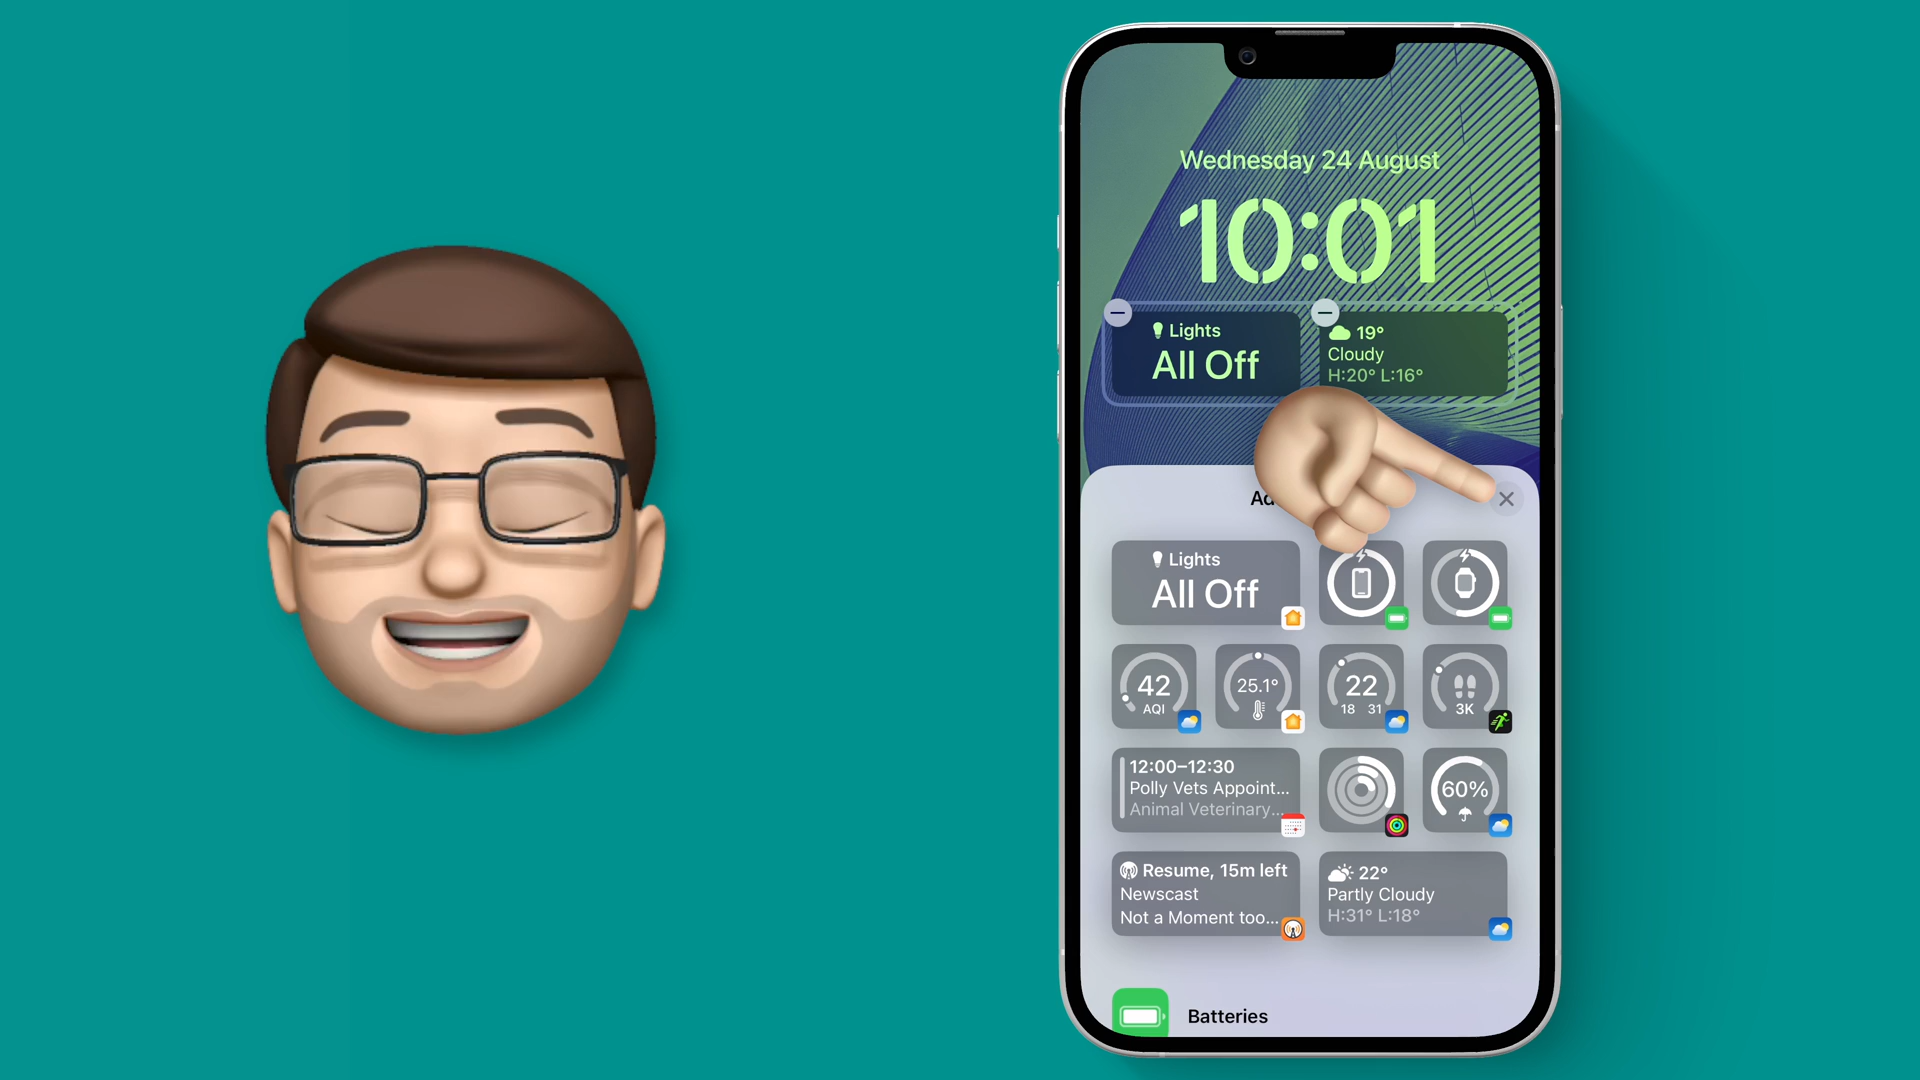 Wednesday 24 August
10:01
Lights
All Off
19°
Cloudy
H:20° L:16°
Lights
All Off
42
AQI
25.1°
22
18 31
3K
12:00–12:30
Polly Vets Appoint...
Animal Veterinary...
60%
Resume, 15m left
Newscast
Not a Moment too...
22°
Partly Cloudy
H:31° L:18°
Batteries